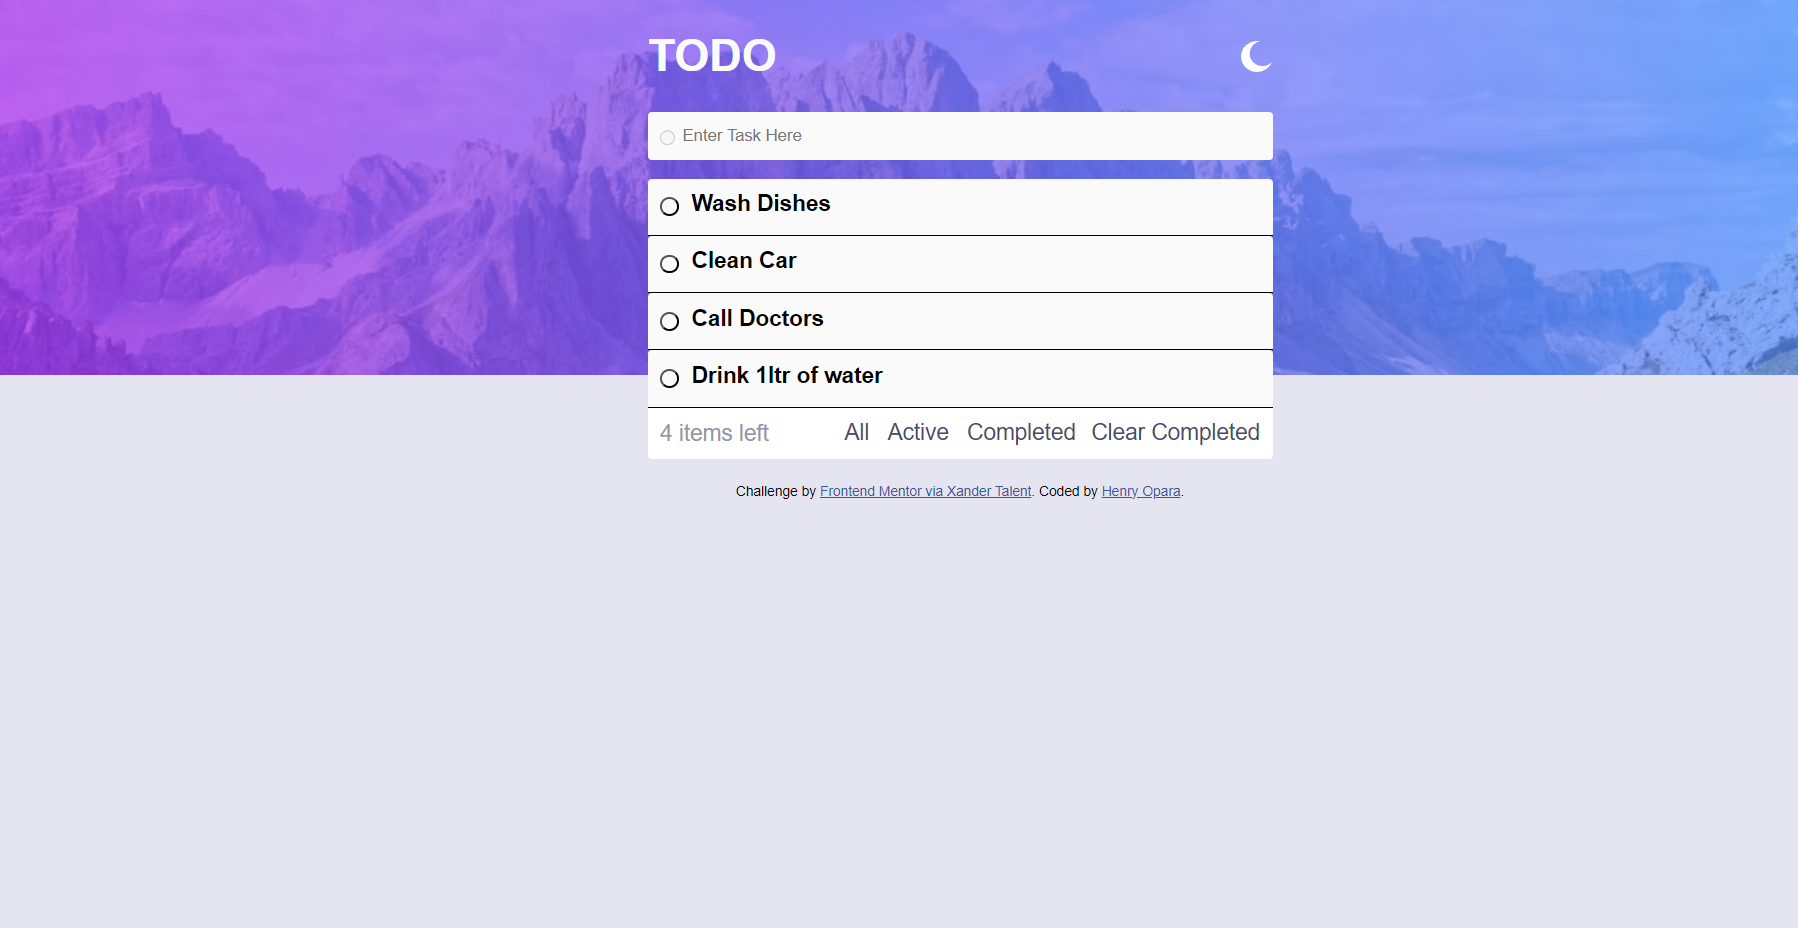 TODO
Enter Task Here
Wash Dishes
Clean Car
Call Doctors
Drink 1ltr of water
4 items left All Active Completed Clear Completed
Challenge by Frontend Mentor via Xander Talent. Coded by Henry Opara.